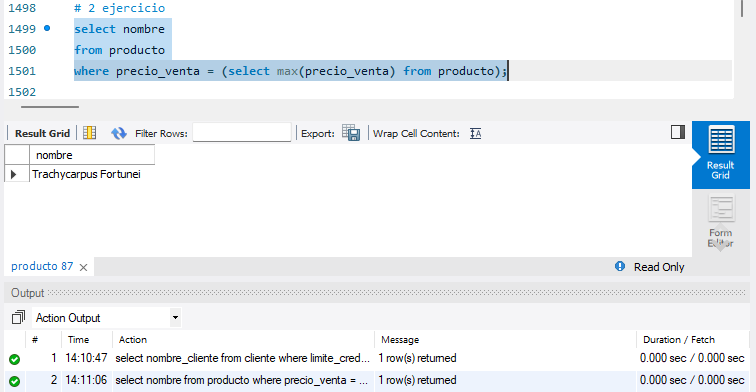 1498 # 2 ejercicio
1499 select nombre
1500 from producto
1501 where precio_venta = (select max(precio_venta) from producto);
1502
Result Grid Filter Rows: Export: Wrap Cell Content:
nombre
Trachycarpus Fortunei
Result Grid
Form Editor
producto 87 Read Only
Output
Action Output
# Time Action Message Duration / Fetch
1 14:10:47 select nombre_cliente from cliente where limite_cred... 1 row(s) returned 0.000 sec / 0.000 sec
2 14:11:06 select nombre from producto where precio_venta = ... 1 row(s) returned 0.000 sec / 0.000 sec